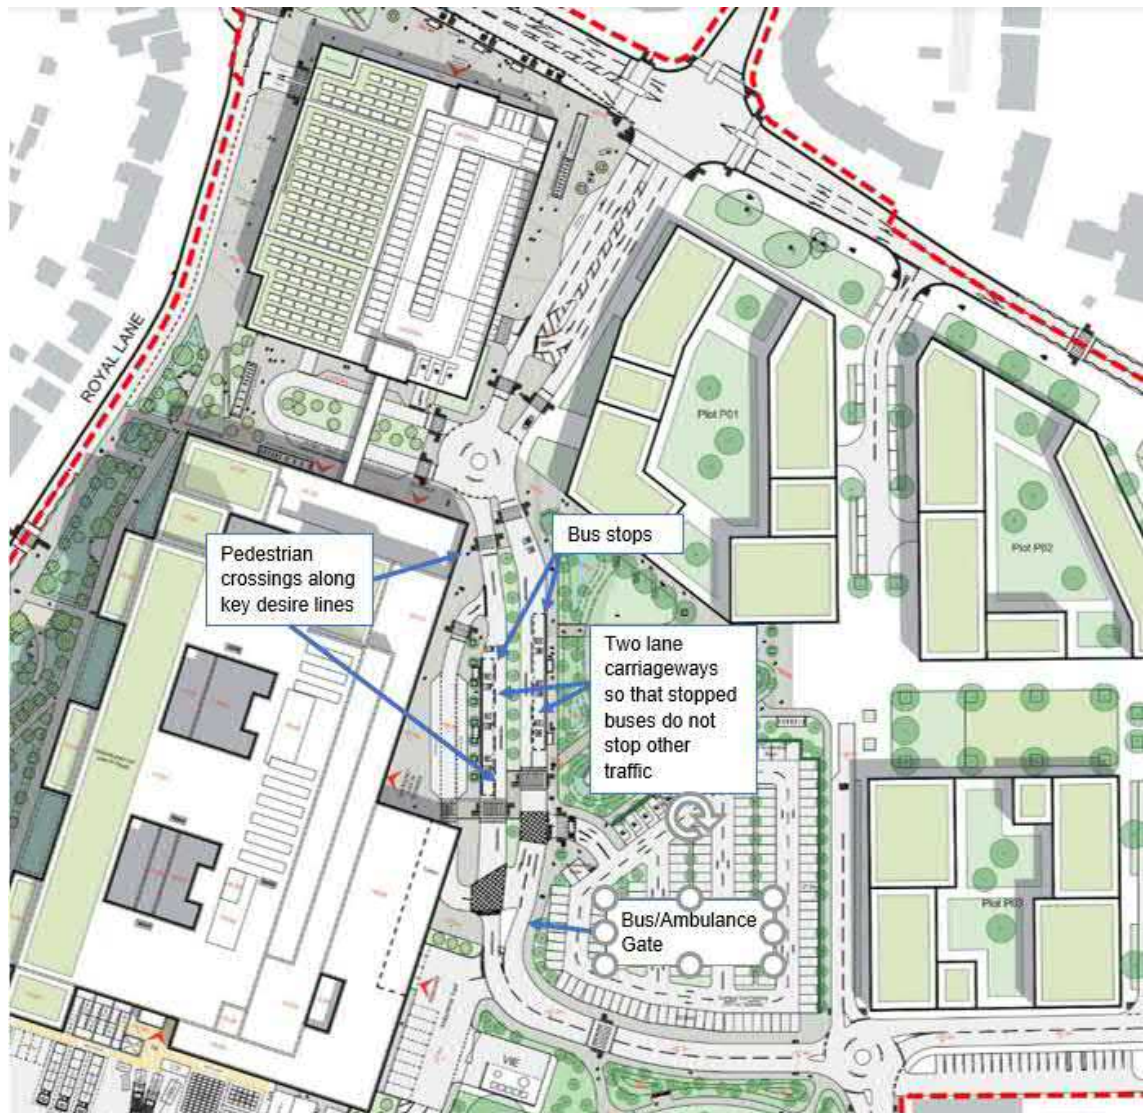 ROYAL LANE
Plot P01
Plot P02
Bus stops
Pedestrian
crossings along
key desire lines
Two lane
carriageways
so that stopped
buses do not
stop other
traffic
Plot P03
Bus/Ambulance
Gate
VIE